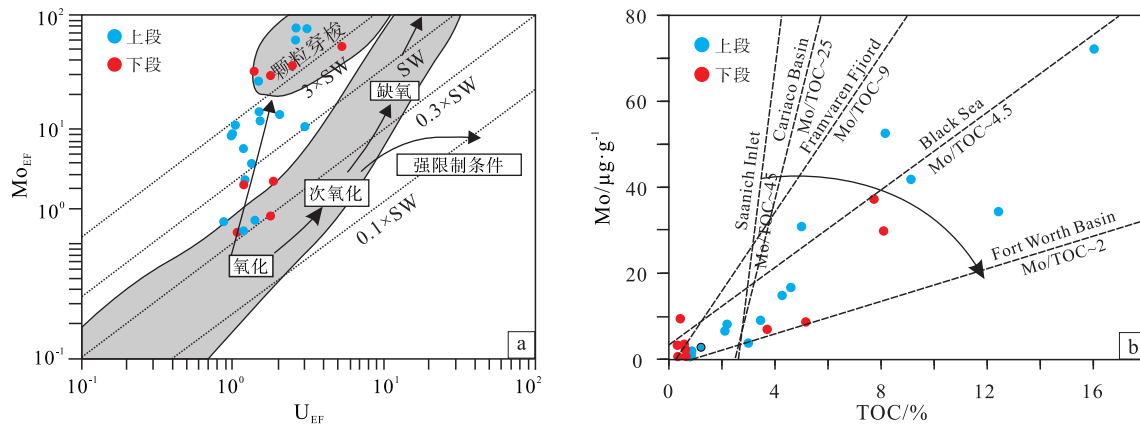 10²
10¹
10⁰
10⁻¹
Mo_EF
上段
下段
颗粒穿梭
3×SW
SW
缺氧
0.3×SW
强限制条件
次氧化
0.1×SW
氧化
a
10⁻¹
10⁰
10¹
10²
U_EF
80
60
40
20
0
Mo/μg·g⁻¹
上段
下段
Saanich Inlet
Mo/TOC~45
Cariaco Basin
Mo/TOC~25
Framvaren Fjiord
Mo/TOC~9
Black Sea
Mo/TOC~4.5
Fort Worth Basin
Mo/TOC~2
b
0
4
8
12
16
TOC/%